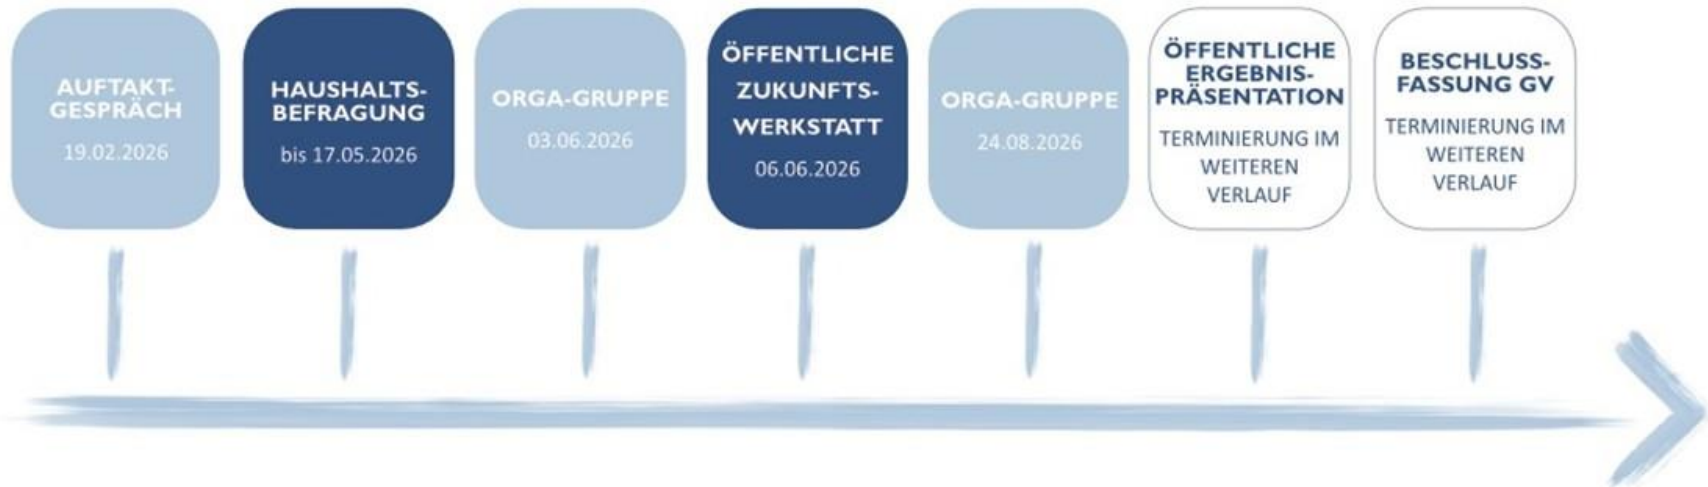 AUFTAKT-
GESPRÄCH
19.02.2026
HAUSHALTS-
BEFRAGUNG
bis 17.05.2026
ORGA-GRUPPE
03.06.2026
ÖFFENTLICHE
ZUKUNFTS-
WERKSTATT
06.06.2026
ORGA-GRUPPE
24.08.2026
ÖFFENTLICHE
ERGEBNIS-
PRÄSENTATION
TERMINIERUNG IM
WEITEREN
VERLAUF
BESCHLUSS-
FASSUNG GV
TERMINIERUNG IM
WEITEREN
VERLAUF